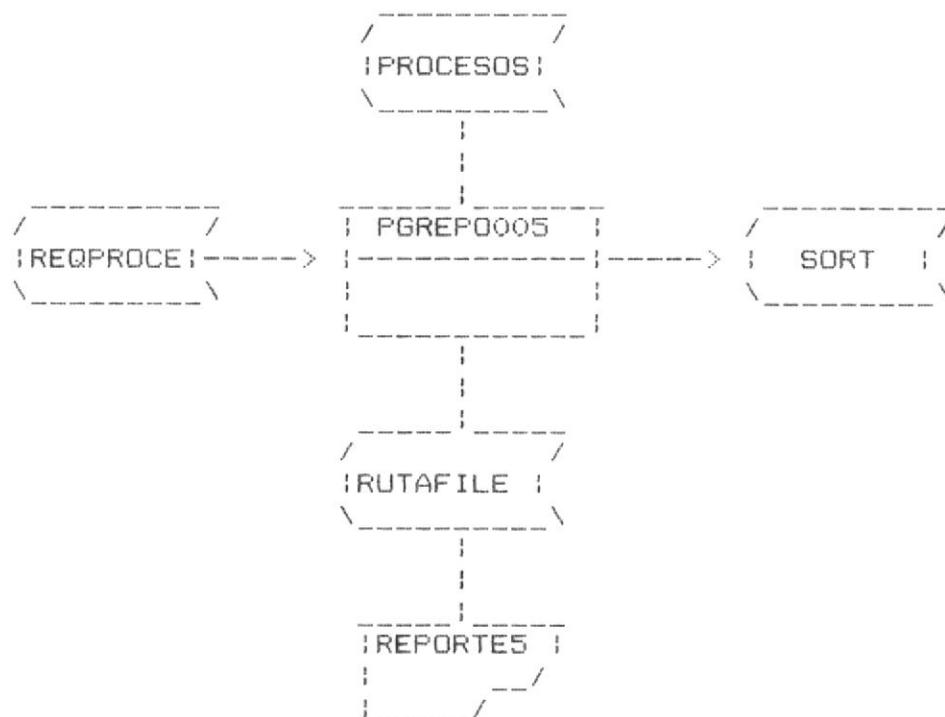 PROCESOS
PGREP0005
REQPROCE
SORT
RUTAFILE
REPORTE5